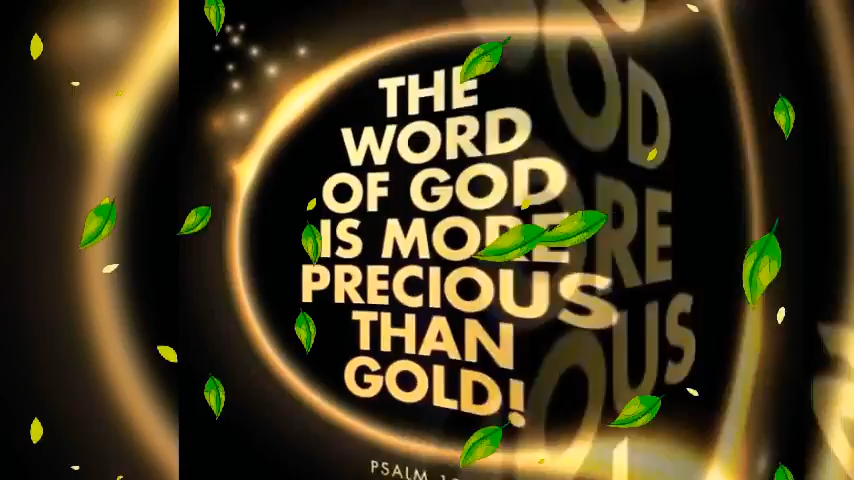 THE
WORD
OF GOD
IS MORE
PRECIOUS
THAN
GOLD!
PSALM